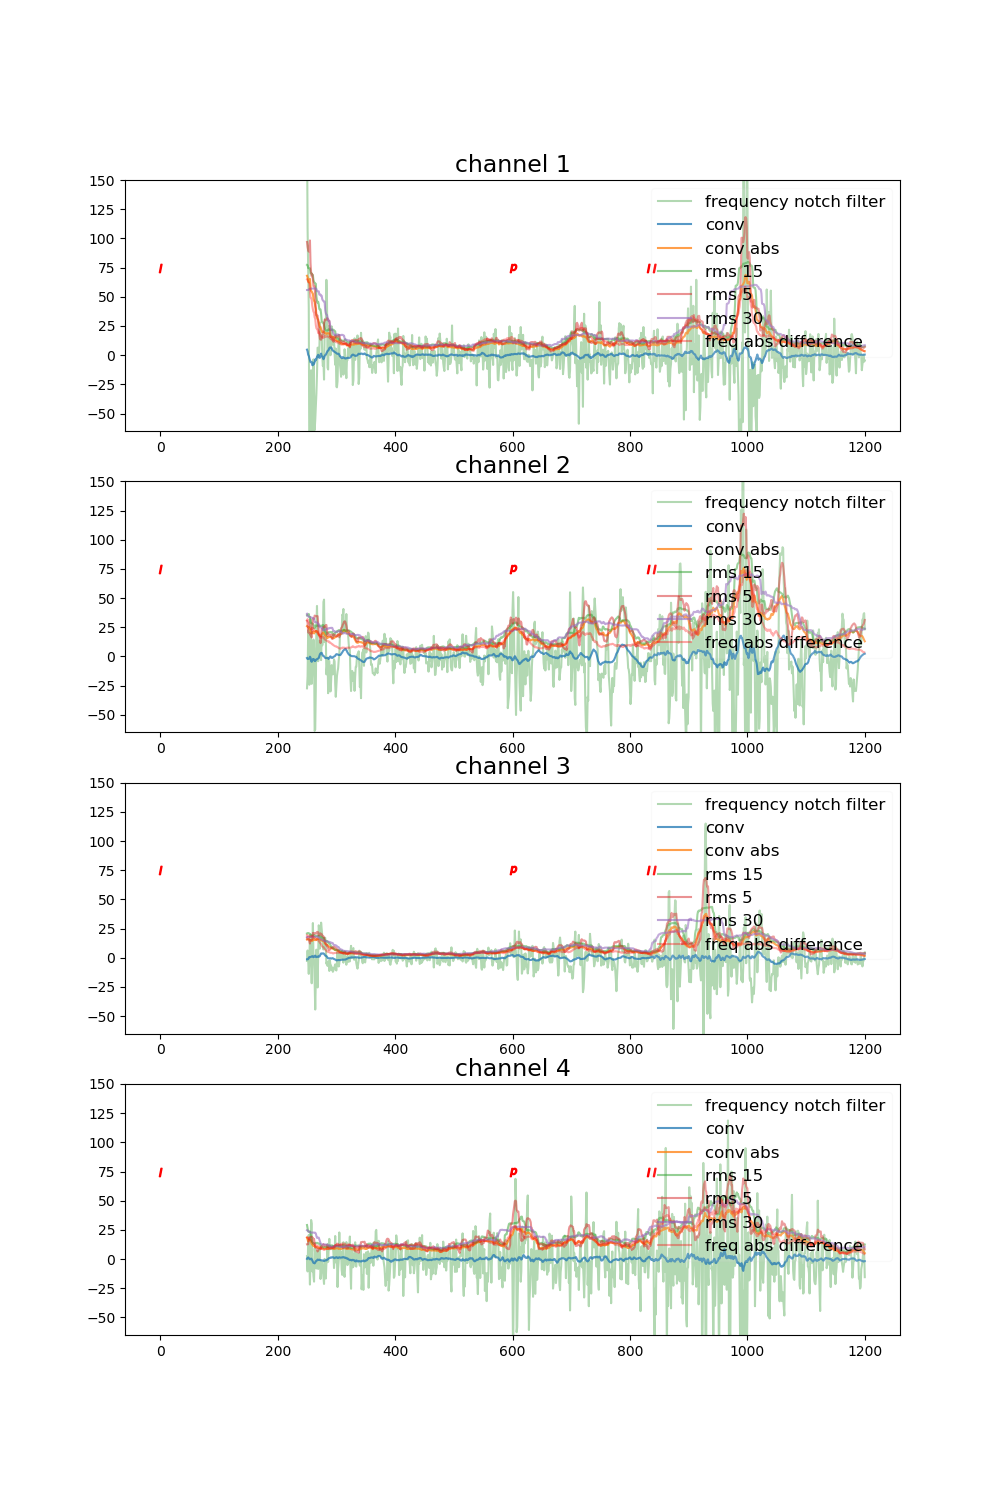 channel 1
150
125
100
75
50
25
0
−25
−50
l
p
l l
frequency notch filter
conv
conv abs
rms 15
rms 5
rms 30
freq abs difference
0 200 400 600 800 1000 1200
channel 2
150
125
100
75
50
25
0
−25
−50
l
p
l l
frequency notch filter
conv
conv abs
rms 15
rms 5
rms 30
freq abs difference
0 200 400 600 800 1000 1200
channel 3
150
125
100
75
50
25
0
−25
−50
l
p
l l
frequency notch filter
conv
conv abs
rms 15
rms 5
rms 30
freq abs difference
0 200 400 600 800 1000 1200
channel 4
150
125
100
75
50
25
0
−25
−50
l
p
l l
frequency notch filter
conv
conv abs
rms 15
rms 5
rms 30
freq abs difference
0 200 400 600 800 1000 1200